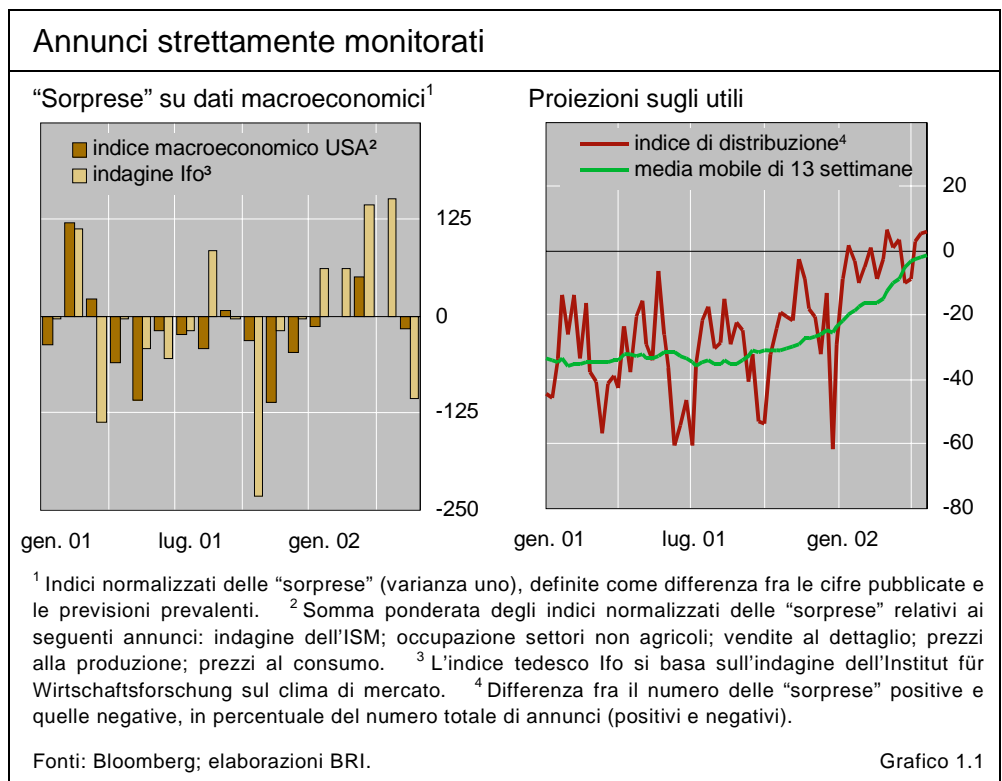 Annunci strettamente monitorati
“Sorprese” su dati macroeconomici¹
indice macroeconomico USA²
indagine Ifo³
125
0
-125
-250
gen. 01 lug. 01 gen. 02
Proiezioni sugli utili
indice di distribuzione⁴
media mobile di 13 settimane
20
0
-20
-40
-60
-80
gen. 01 lug. 01 gen. 02
¹ Indici normalizzati delle “sorprese” (varianza uno), definite come differenza fra le cifre pubblicate e
le previsioni prevalenti. ² Somma ponderata degli indici normalizzati delle “sorprese” relativi ai
seguenti annunci: indagine dell’ISM; occupazione settori non agricoli; vendite al dettaglio; prezzi
alla produzione; prezzi al consumo. ³ L’indice tedesco Ifo si basa sull’indagine dell’Institut für
Wirtschaftsforschung sul clima di mercato. ⁴ Differenza fra il numero delle “sorprese” positive e
quelle negative, in percentuale del numero totale di annunci (positivi e negativi).
Fonti: Bloomberg; elaborazioni BRI. Grafico 1.1